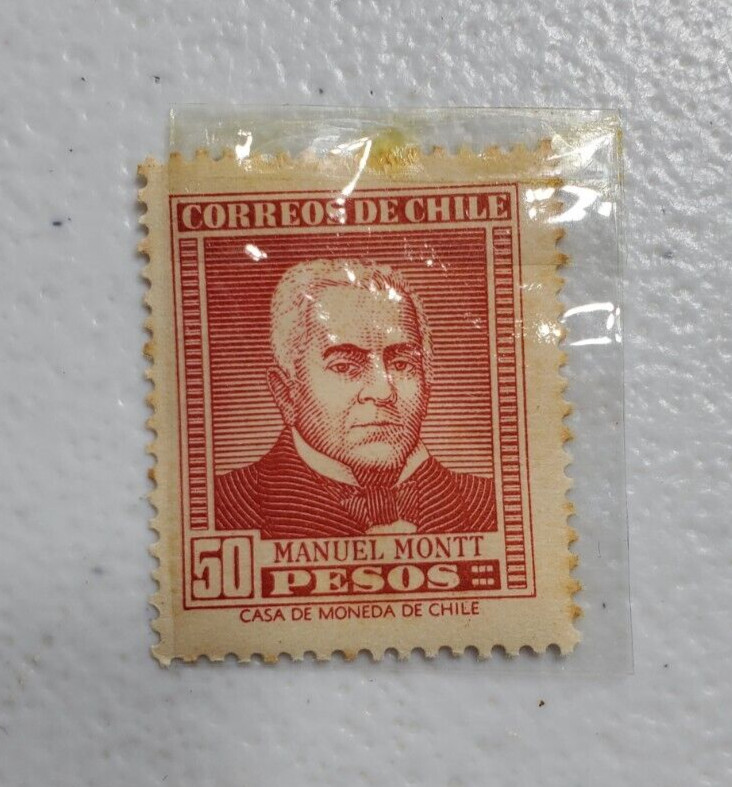 CORREOS DE CHILE
50 MANUEL MONTT
PESOS
CASA DE MONEDA DE CHILE